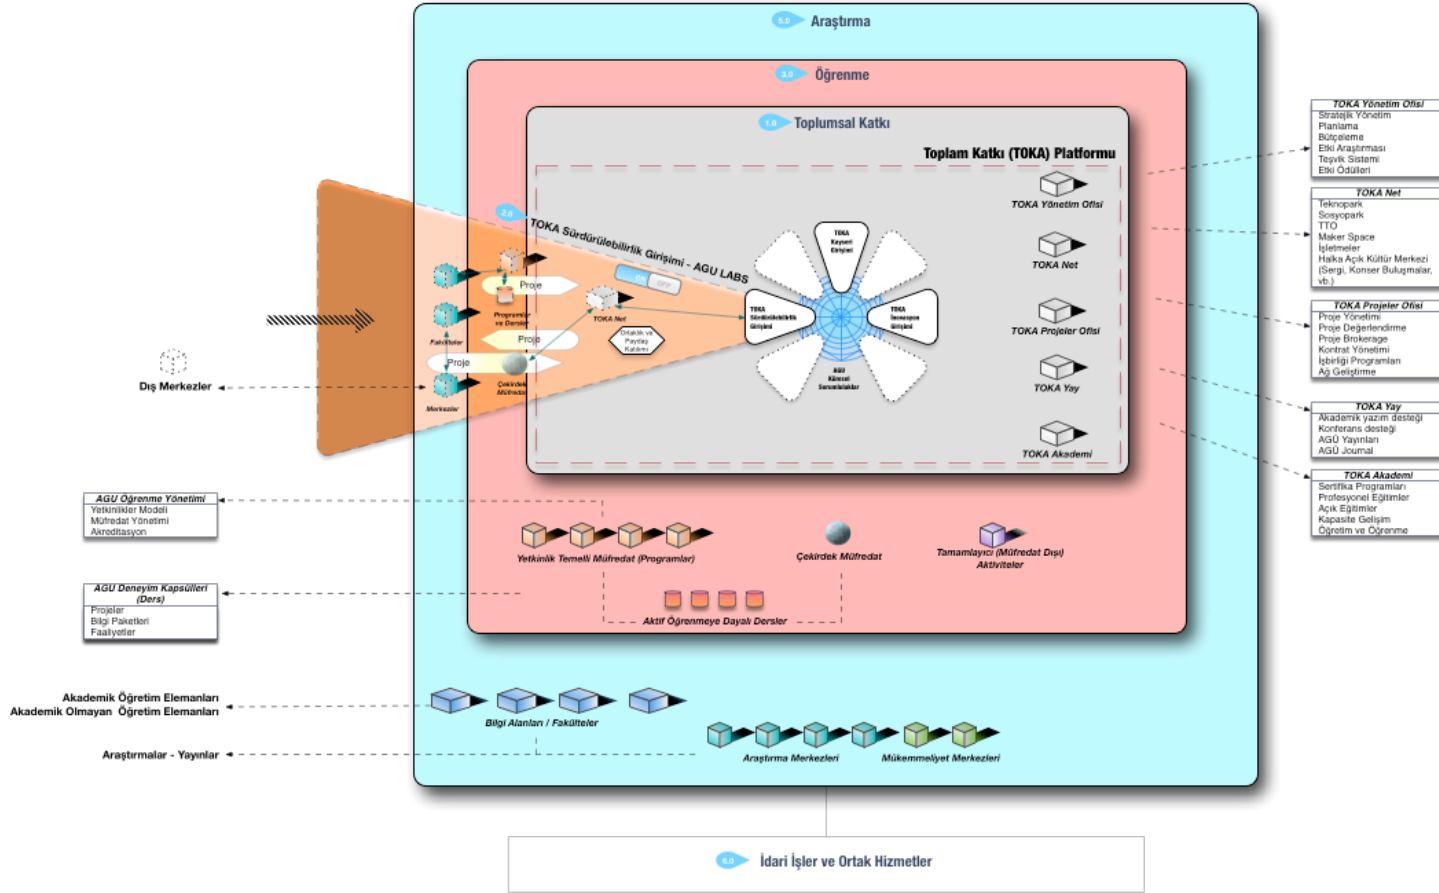 5.0 Araştırma
3.0 Öğrenme
1.0 Toplumsal Katkı
Toplam Katkı (TOKA) Platformu
TOKA Yönetim Ofisi
TOKA Net
TOKA Projeler Ofisi
TOKA Yay
TOKA Akademi
2.0
TOKA Sürdürülebilirlik Girişimi - AGU LABS
ON
OFF
Proje
Programlar
ve Dersler
TOKA Net
Fakülteler
Proje
Ortaklık ve
Paydaş
Katılımı
Proje
Çekirdek
Müfredat
Merkezler
TOKA
Kayseri
Girişimi
TOKA
Sürdürülebilirlik
Girişimi
TOKA
İnovasyon
Girişimi
AGU
Küresel
Sorumluluklar
Dış Merkezler
TOKA Yönetim Ofisi
Stratejik Yönetim
Planlama
Bütçeleme
Etki Araştırması
Teşvik Sistemi
Etki Ödülleri
TOKA Net
Teknopark
Sosyopark
TTO
Maker Space
İşletmeler
Halka Açık Kültür Merkezi
(Sergi, Konser Buluşmalar,
vb.)
TOKA Projeler Ofisi
Proje Yönetimi
Proje Değerlendirme
Proje Brokerage
Kontrat Yönetimi
İşbirliği Programları
Ağ Geliştirme
TOKA Yay
Akademik yazım desteği
Konferans desteği
AGÜ Yayınları
AGÜ Journal
TOKA Akademi
Sertifika Programları
Profesyonel Eğitimler
Açık Eğitimler
Kapasite Gelişim
Öğretim ve Öğrenme
AGU Öğrenme Yönetimi
Yetkinlikler Modeli
Müfredat Yönetimi
Akreditasyon
Yetkinlik Temelli Müfredat (Programlar)
Çekirdek Müfredat
Tamamlayıcı (Müfredat Dışı)
Aktiviteler
AGU Deneyim Kapsülleri
(Ders)
Projeler
Bilgi Paketleri
Faaliyetler
Aktif Öğrenmeye Dayalı Dersler
Akademik Öğretim Elemanları
Akademik Olmayan Öğretim Elemanları
Bilgi Alanları / Fakülteler
Araştırmalar - Yayınlar
Araştırma Merkezleri
Mükemmeliyet Merkezleri
6.0 İdari İşler ve Ortak Hizmetler